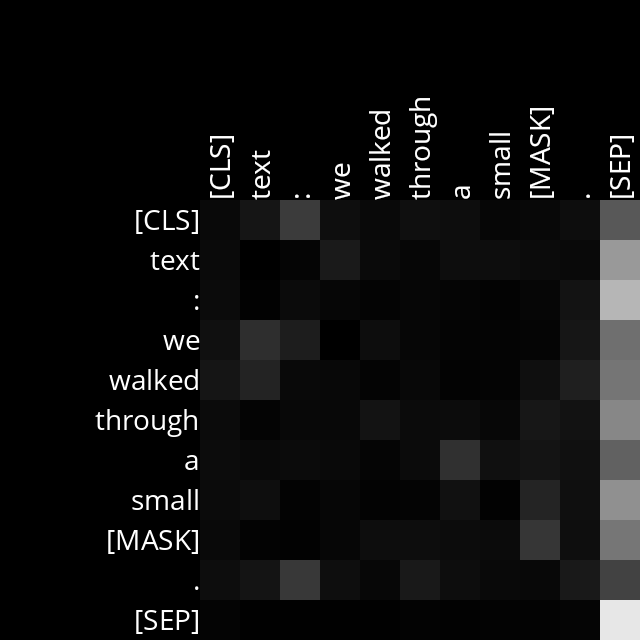 [CLS] text : we walked through a small [MASK] . [SEP]
[CLS]
text
:
we
walked
through
a
small
[MASK]
.
[SEP]